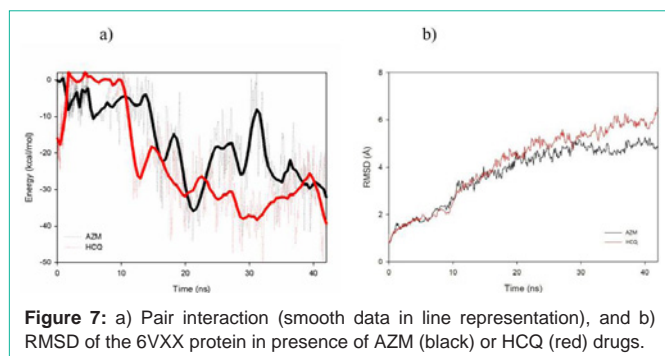 a)
b)
0
-10
-20
-30
-40
-50
Energy (kcal/mol)
AZM
HCQ
0
10
20
30
40
Time (ns)
8
6
4
2
0
RMSD (Å)
AZM
HCQ
0
10
20
30
40
Time (ns)
Figure 7: a) Pair interaction (smooth data in line representation), and b)
RMSD of the 6VXX protein in presence of AZM (black) or HCQ (red) drugs.